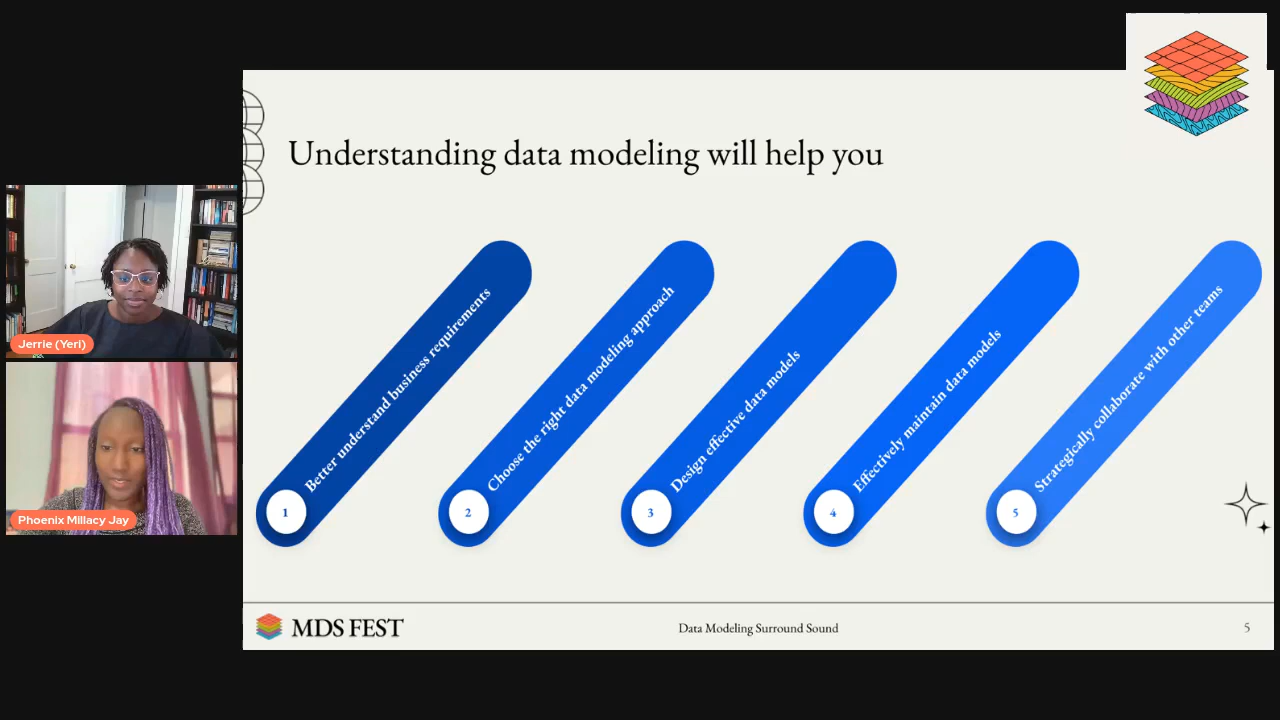 Understanding data modeling will help you
Better understand business requirements
1
Choose the right data modeling approach
2
Design effective data models
3
Effectively maintain data models
4
Strategically collaborate with other teams
5
Jerrie (Yeri)
Phoenix Millacy Jay
MDS FEST
Data Modeling Surround Sound
5